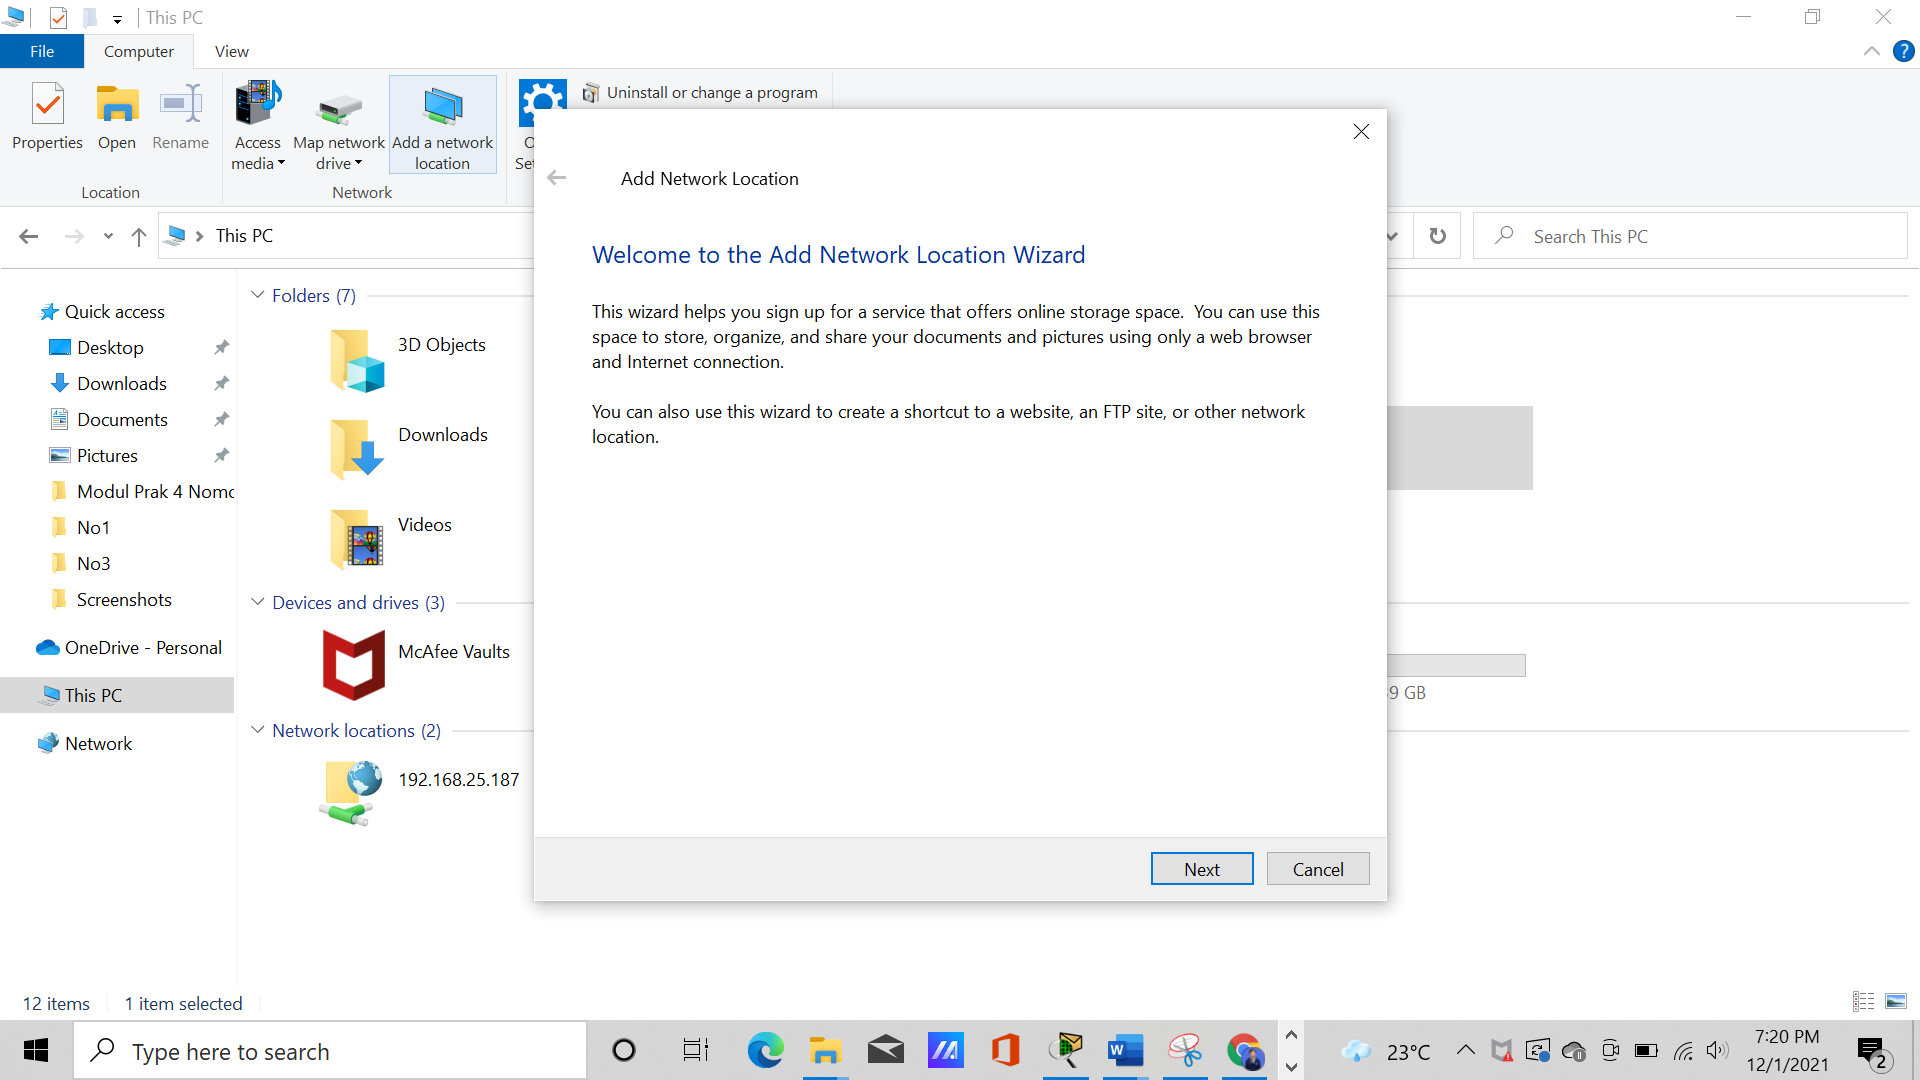 This PC
File
Computer
View
Properties
Open
Rename
Access
media
Map network
drive
Add a network
location
Uninstall or change a program
Location
Network
Add Network Location
This PC
Search This PC
Welcome to the Add Network Location Wizard
This wizard helps you sign up for a service that offers online storage space. You can use this
space to store, organize, and share your documents and pictures using only a web browser
and Internet connection.
You can also use this wizard to create a shortcut to a website, an FTP site, or other network
location.
Next
Cancel
Quick access
Desktop
Downloads
Documents
Pictures
Modul Prak 4 Nomo
No1
No3
Screenshots
OneDrive - Personal
This PC
Network
Folders (7)
3D Objects
Downloads
Videos
Devices and drives (3)
McAfee Vaults
9 GB
Network locations (2)
192.168.25.187
12 items
1 item selected
Type here to search
23°C
7:20 PM
12/1/2021
2